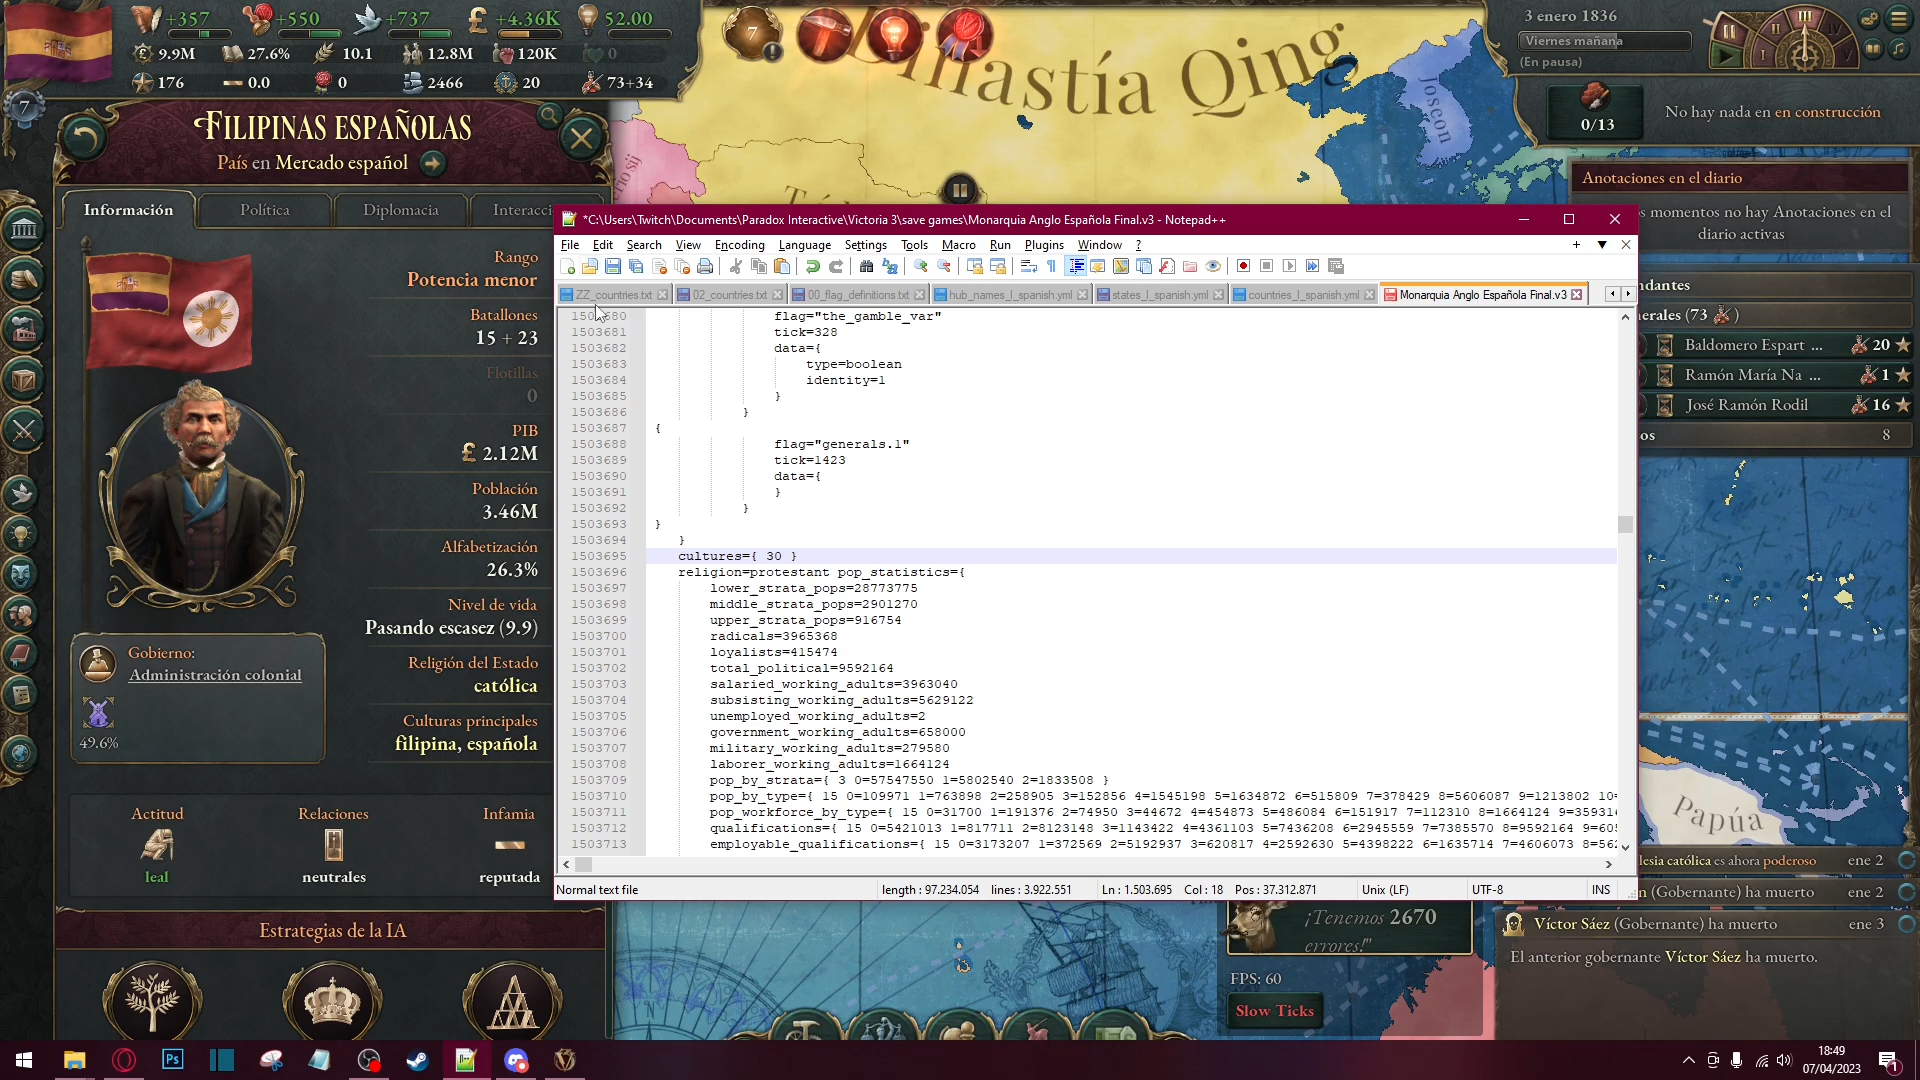 +357
+550
+737
+4.36K
52.00
9.9M
27.6%
10.1
12.8M
120K
0
176
0.0
0
2466
20
73+34
7
7
Dinastía Qing
Joseon
3 enero 1836
Viernes mañana
(En pausa)
I
II
III
IV
V
0/13
No hay nada en en construcción
FILIPINAS ESPAÑOLAS
País en Mercado español
Información
Política
Diplomacia
Interacci
Rango
Potencia menor
Batallones
15 + 23
Flotillas
0
PIB
£ 2.12M
Población
3.46M
Alfabetización
26.3%
Nivel de vida
Pasando escasez (9.9)
Religión del Estado
católica
Culturas principales
filipina, española
Gobierno:
Administración colonial
49.6%
Actitud
leal
Relaciones
neutrales
Infamia
reputada
Estrategias de la IA
*C:\Users\Twitch\Documents\Paradox Interactive\Victoria 3\save games\Monarquia Anglo Española Final.v3 - Notepad++
File Edit Search View Encoding Language Settings Tools Macro Run Plugins Window ?
ZZ_countries.txt
02_countries.txt
00_flag_definitions.txt
hub_names_l_spanish.yml
states_l_spanish.yml
countries_l_spanish.yml
Monarquia Anglo Española Final.v3
flag="the_gamble_var"
1503681 tick=328
1503682 data={
1503683 type=boolean
1503684 identity=1
1503685 }
1503686 }
1503687 {
1503688 flag="generals.1"
1503689 tick=1423
1503690 data={
1503691 }
1503692 }
1503693 }
1503694 }
1503695 cultures={ 30 }
1503696 religion=protestant pop_statistics={
1503697 lower_strata_pops=28773775
1503698 middle_strata_pops=2901270
1503699 upper_strata_pops=916754
1503700 radicals=3965368
1503701 loyalists=415474
1503702 total_political=9592164
1503703 salaried_working_adults=3963040
1503704 subsisting_working_adults=5629122
1503705 unemployed_working_adults=2
1503706 government_working_adults=658000
1503707 military_working_adults=279580
1503708 laborer_working_adults=1664124
1503709 pop_by_strata={ 3 0=57547550 1=5802540 2=1833508 }
1503710 pop_by_type={ 15 0=109971 1=763898 2=258905 3=152856 4=1545198 5=1634872 6=515809 7=378429 8=5606087 9=1213802 10=
1503711 pop_workforce_by_type={ 15 0=31700 1=191376 2=74950 3=44672 4=454873 5=486084 6=151917 7=112310 8=1664124 9=35931
1503712 qualifications={ 15 0=5421013 1=817711 2=8123148 3=1143422 4=4361103 5=7436208 6=2945559 7=7385570 8=9592164 9=60
1503713 employable_qualifications={ 15 0=3173207 1=372569 2=5192937 3=620817 4=2592630 5=4398222 6=1635714 7=4606073 8=562
Normal text file
length : 97.234.054 lines : 3.922.551
Ln : 1.503.695 Col : 18 Pos : 37.312.871
Unix (LF)
UTF-8
INS
Anotaciones en el diario
s momentos no hay Anotaciones en el
diario activas
ndantes
erales (73 )
Baldomero Espart ... 20
Ramón María Na ... 1
José Ramón Rodil 16
os 8
Papúa
lesia católica es ahora poderoso ene 2
n (Gobernante) ha muerto ene 2
Víctor Sáez (Gobernante) ha muerto ene 3
El anterior gobernante Víctor Sáez ha muerto.
¡Tenemos 2670
errores!"
FPS: 60
Slow Ticks
Ps
18:49
07/04/2023
1